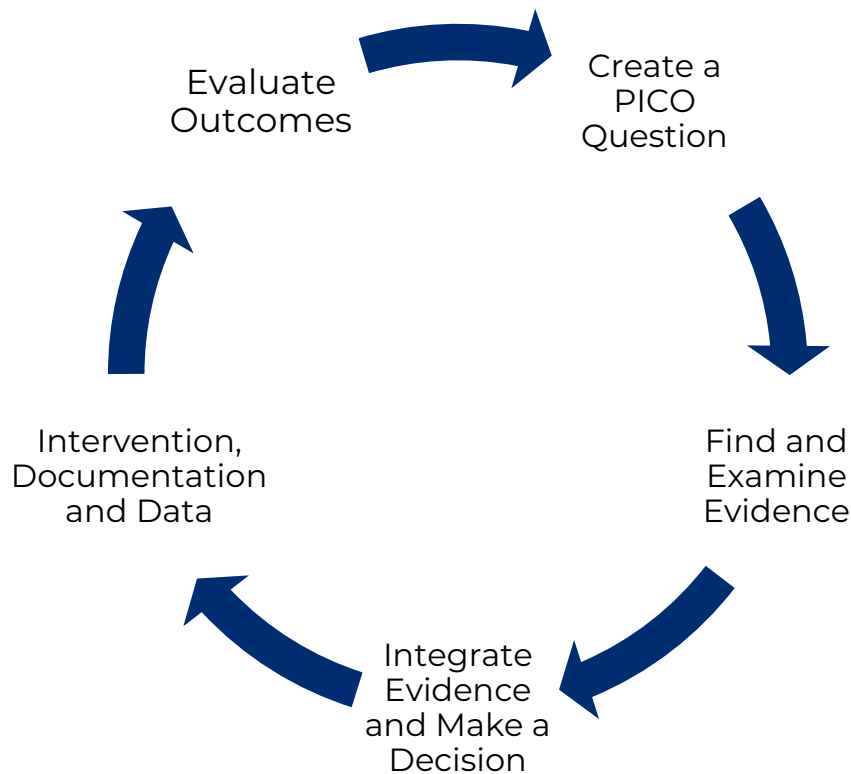 Evaluate
Outcomes
Create a
PICO
Question
Find and
Examine
Evidence
Integrate
Evidence
and Make a
Decision
Intervention,
Documentation
and Data